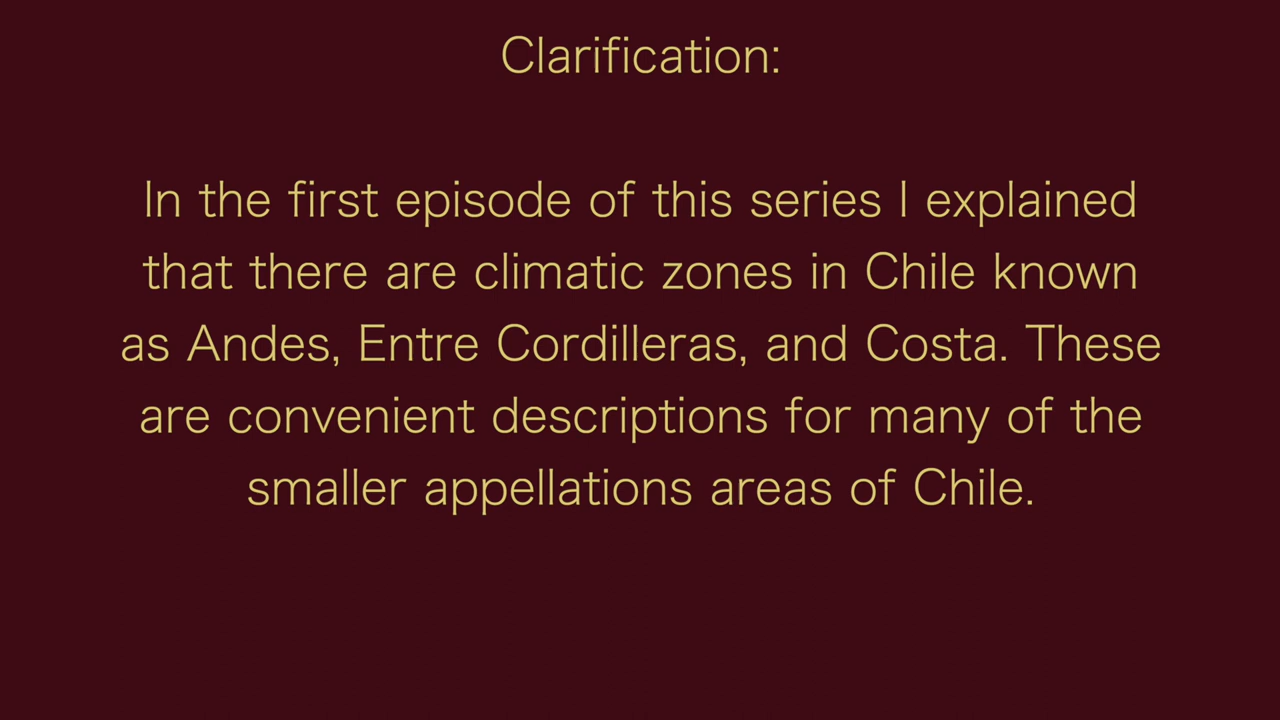 Clarification:
In the first episode of this series I explained
that there are climatic zones in Chile known
as Andes, Entre Cordilleras, and Costa. These
are convenient descriptions for many of the
smaller appellations areas of Chile.